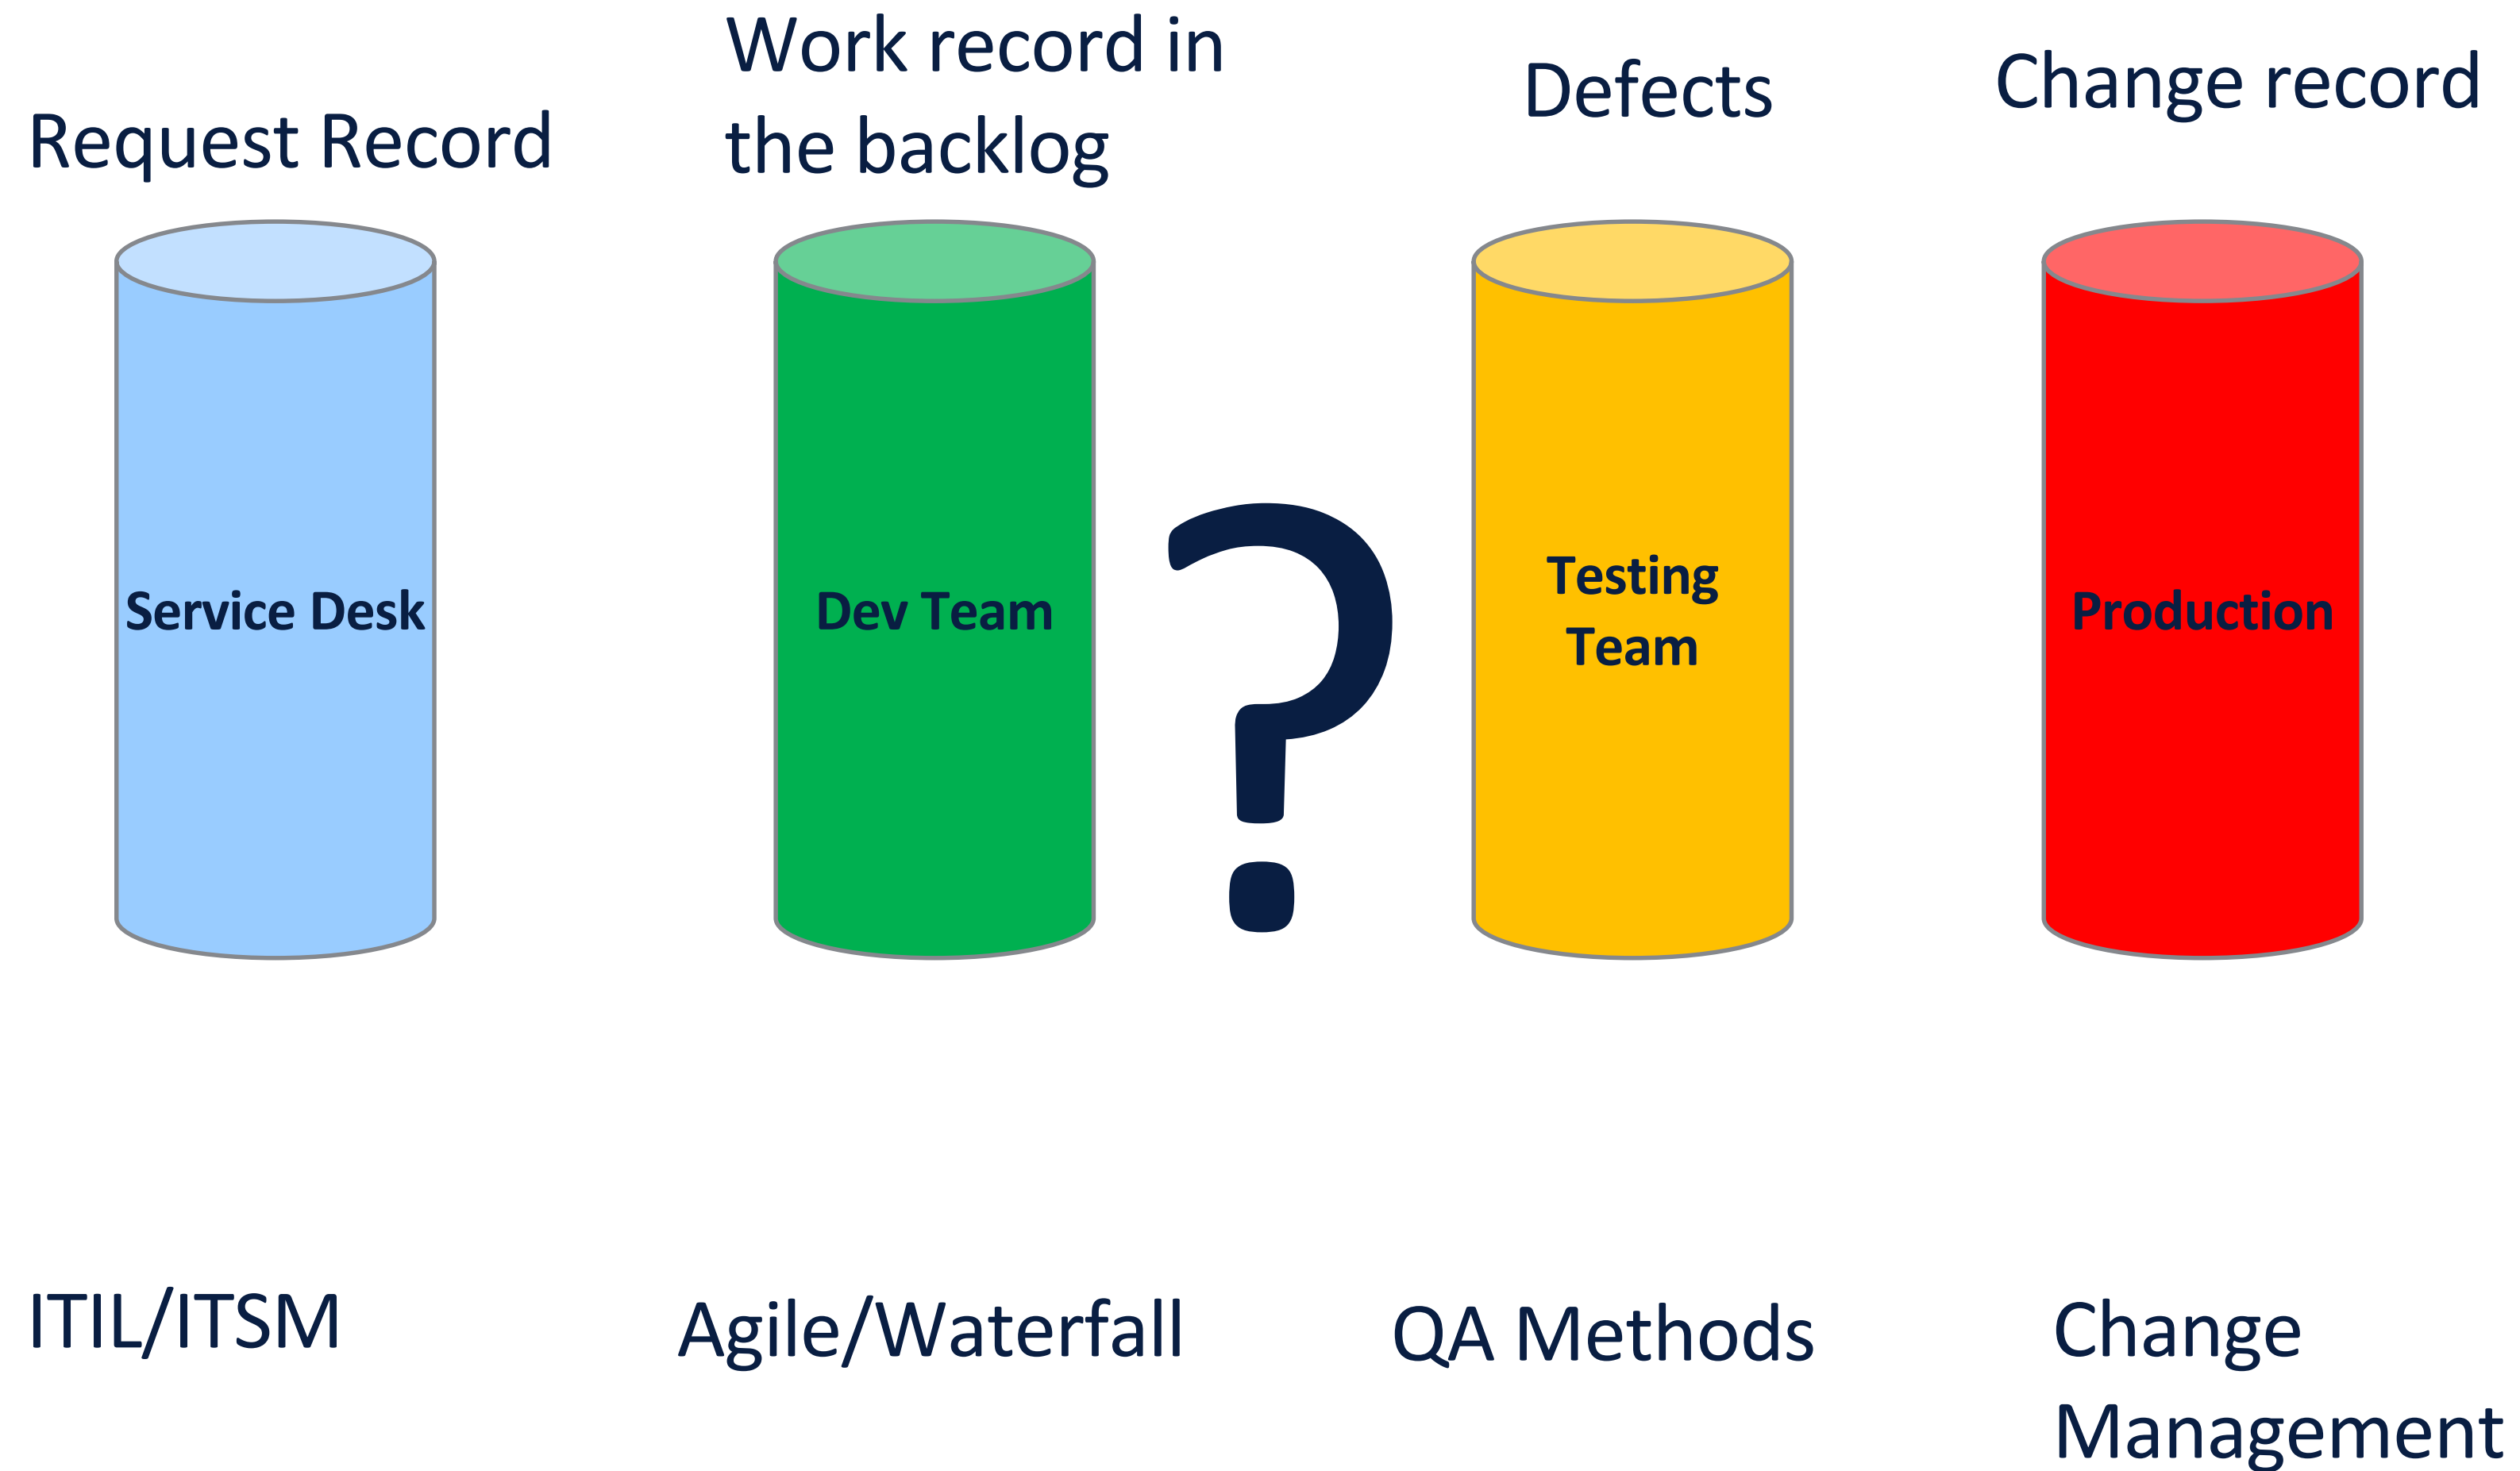 Request Record
Work record in
the backlog
Defects
Change record
Service Desk
Dev Team
?
Testing
Team
Production
ITIL/ITSM
Agile/Waterfall
QA Methods
Change
Management